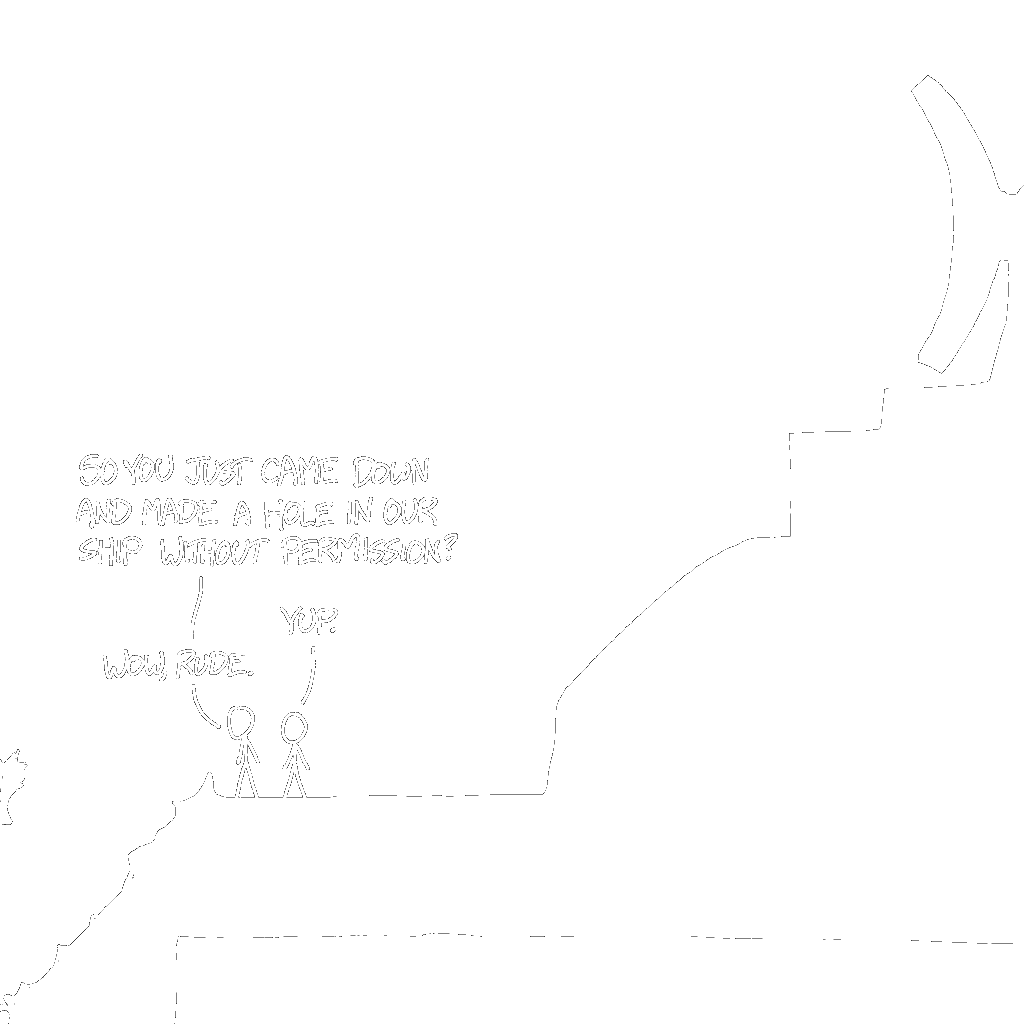 SO YOU JUST CAME DOWN
AND MADE A HOLE IN OUR
SHIP WITHOUT PERMISSION?
YUP.
WOW, RUDE.